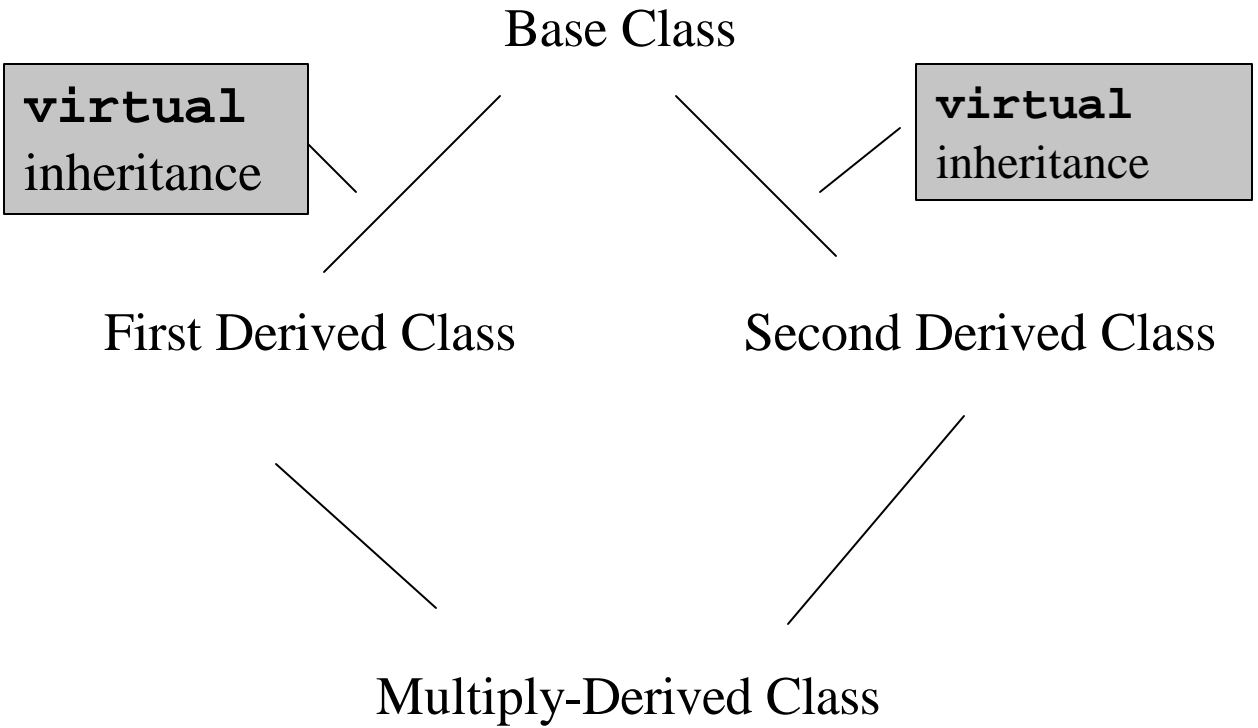 Base Class
virtual
inheritance
virtual
inheritance
First Derived Class
Second Derived Class
Multiply-Derived Class